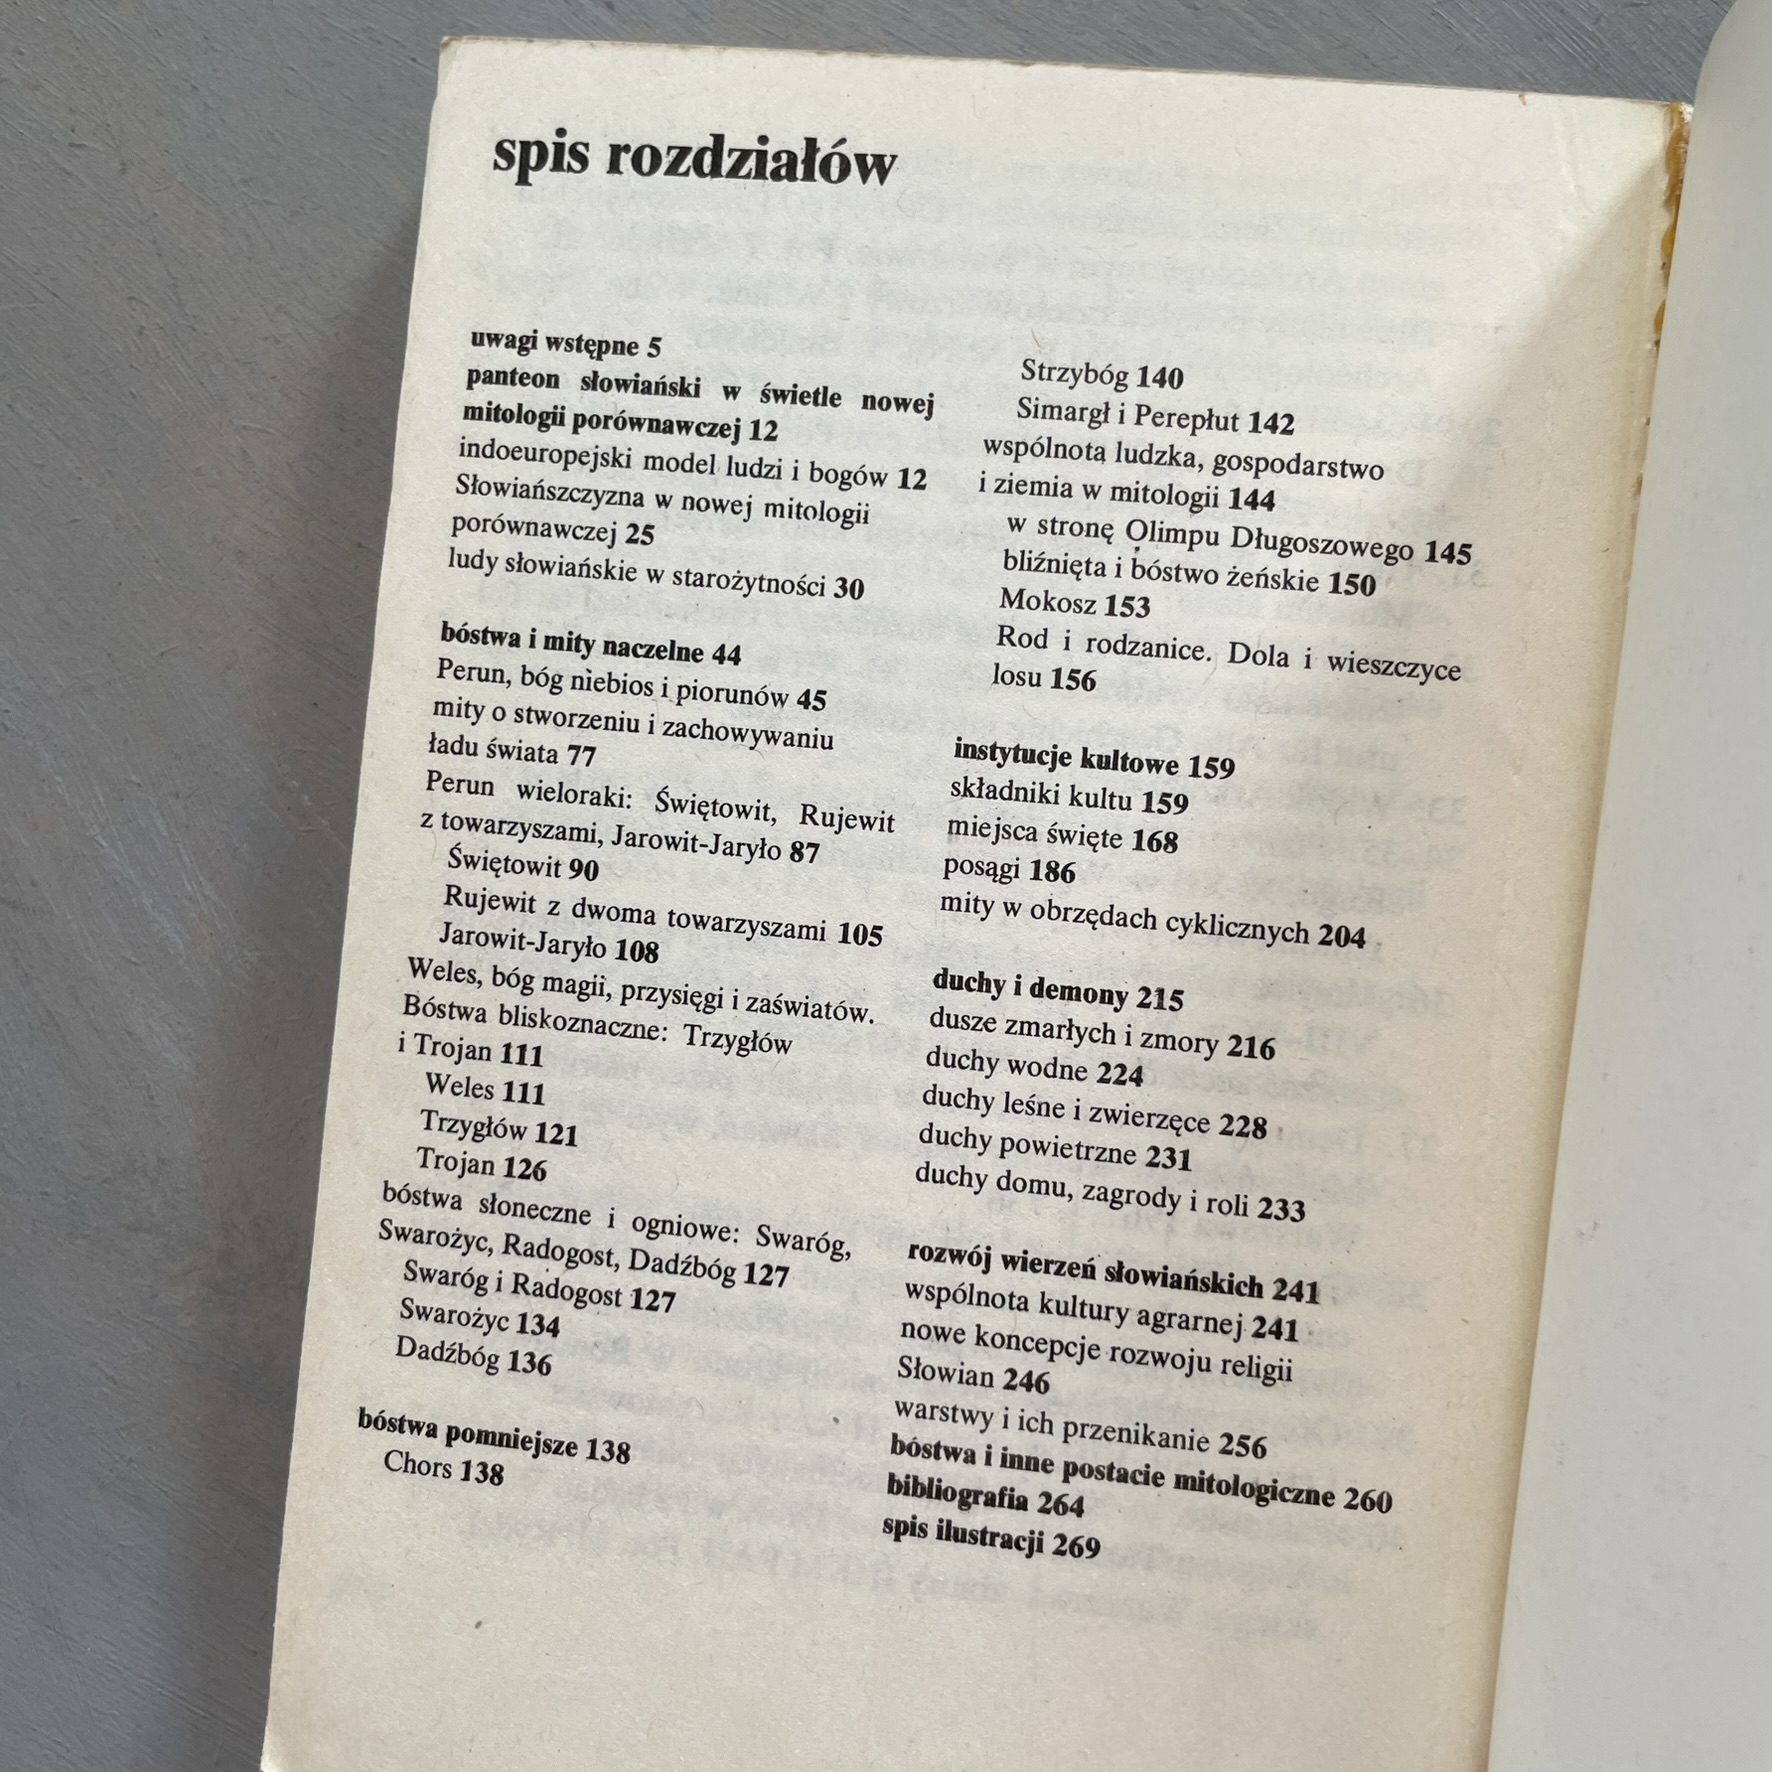 spis rozdziałów
uwagi wstępne 5
panteon słowiański w świetle nowej
mitologii porównawczej 12
indoeuropejski model ludzi i bogów 12
Słowiańszczyzna w nowej mitologii
porównawczej 25
ludy słowiańskie w starożytności 30
bóstwa i mity naczelne 44
Perun, bóg niebios i piorunów 45
mity o stworzeniu i zachowywaniu
ładu świata 77
Perun wieloraki: Świętowit, Rujewit
z towarzyszami, Jarowit-Jaryło 87
Świętowit 90
Rujewit z dwoma towarzyszami 105
Jarowit-Jaryło 108
Weles, bóg magii, przysięgi i zaświatów.
Bóstwa bliskoznaczne: Trzygłów
i Trojan 111
Weles 111
Trzygłów 121
Trojan 126
bóstwa słoneczne i ogniowe: Swaróg,
Swarożyc, Radogost, Dadźbóg 127
Swaróg i Radogost 127
Swarożyc 134
Dadźbóg 136
bóstwa pomniejsze 138
Chors 138
Strzybóg 140
Simargł i Perepłut 142
wspólnota ludzka, gospodarstwo
i ziemia w mitologii 144
w stronę Olimpu Długoszowego 145
bliźnięta i bóstwo żeńskie 150
Mokosz 153
Rod i rodzanice. Dola i wieszczyce
losu 156
instytucje kultowe 159
składniki kultu 159
miejsca święte 168
posągi 186
mity w obrzędach cyklicznych 204
duchy i demony 215
dusze zmarłych i zmory 216
duchy wodne 224
duchy leśne i zwierzęce 228
duchy powietrzne 231
duchy domu, zagrody i roli 233
rozwój wierzeń słowiańskich 241
wspólnota kultury agrarnej 241
nowe koncepcje rozwoju religii
Słowian 246
warstwy i ich przenikanie 256
bóstwa i inne postacie mitologiczne 260
bibliografia 264
spis ilustracji 269